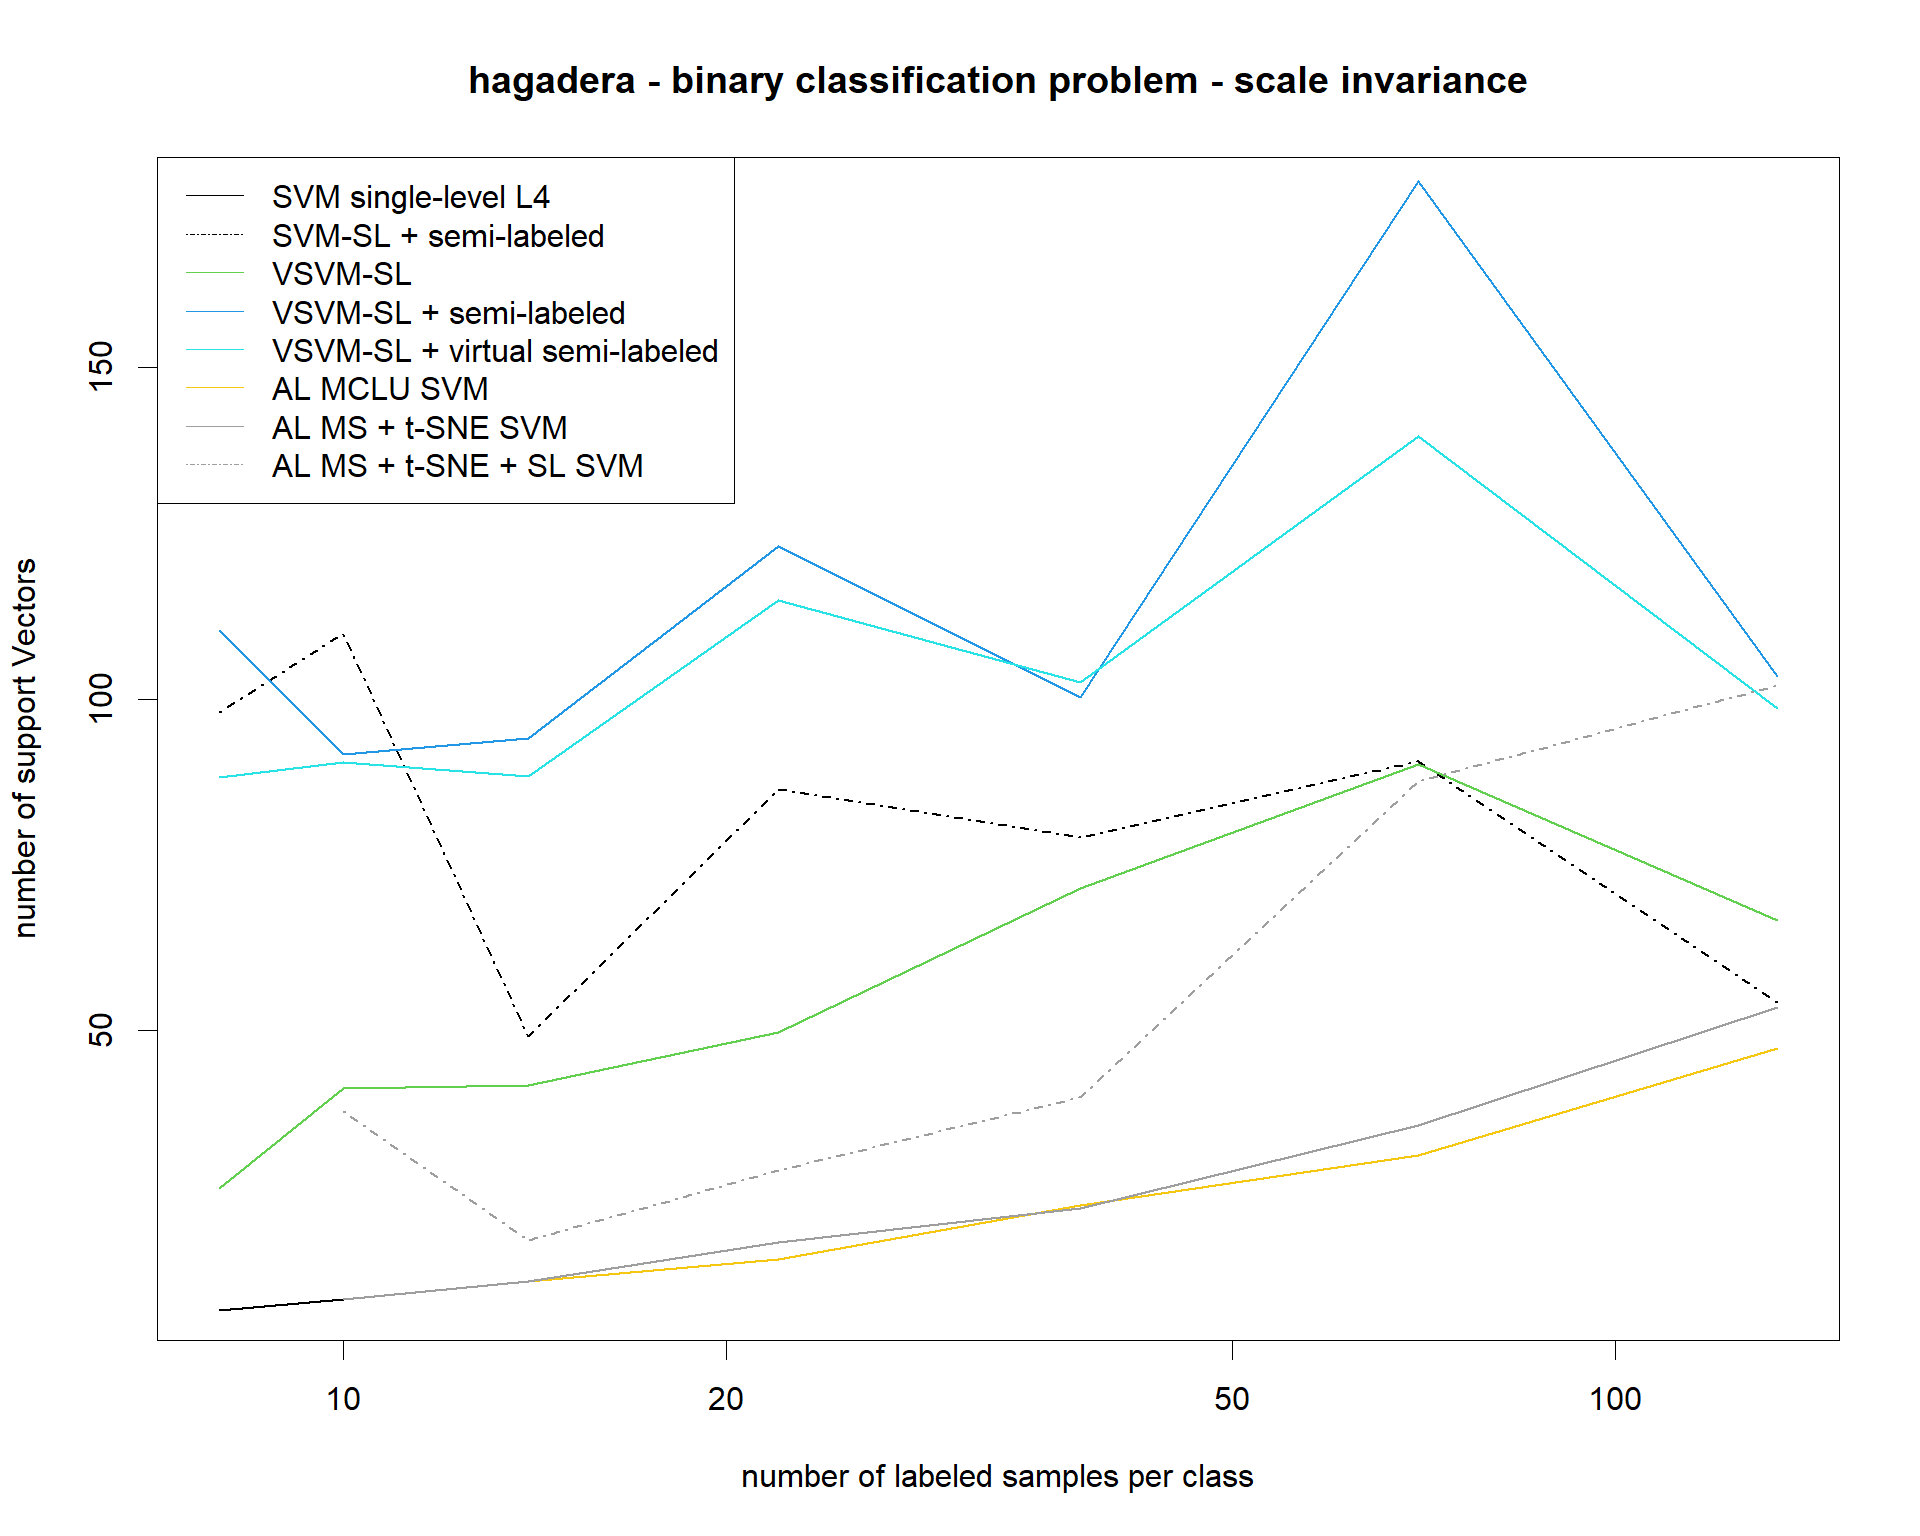 hagadera - binary classification problem - scale invariance
SVM single-level L4
SVM-SL + semi-labeled
VSVM-SL
VSVM-SL + semi-labeled
VSVM-SL + virtual semi-labeled
AL MCLU SVM
AL MS + t-SNE SVM
AL MS + t-SNE + SL SVM
number of support Vectors
150
100
50
10
20
50
100
number of labeled samples per class